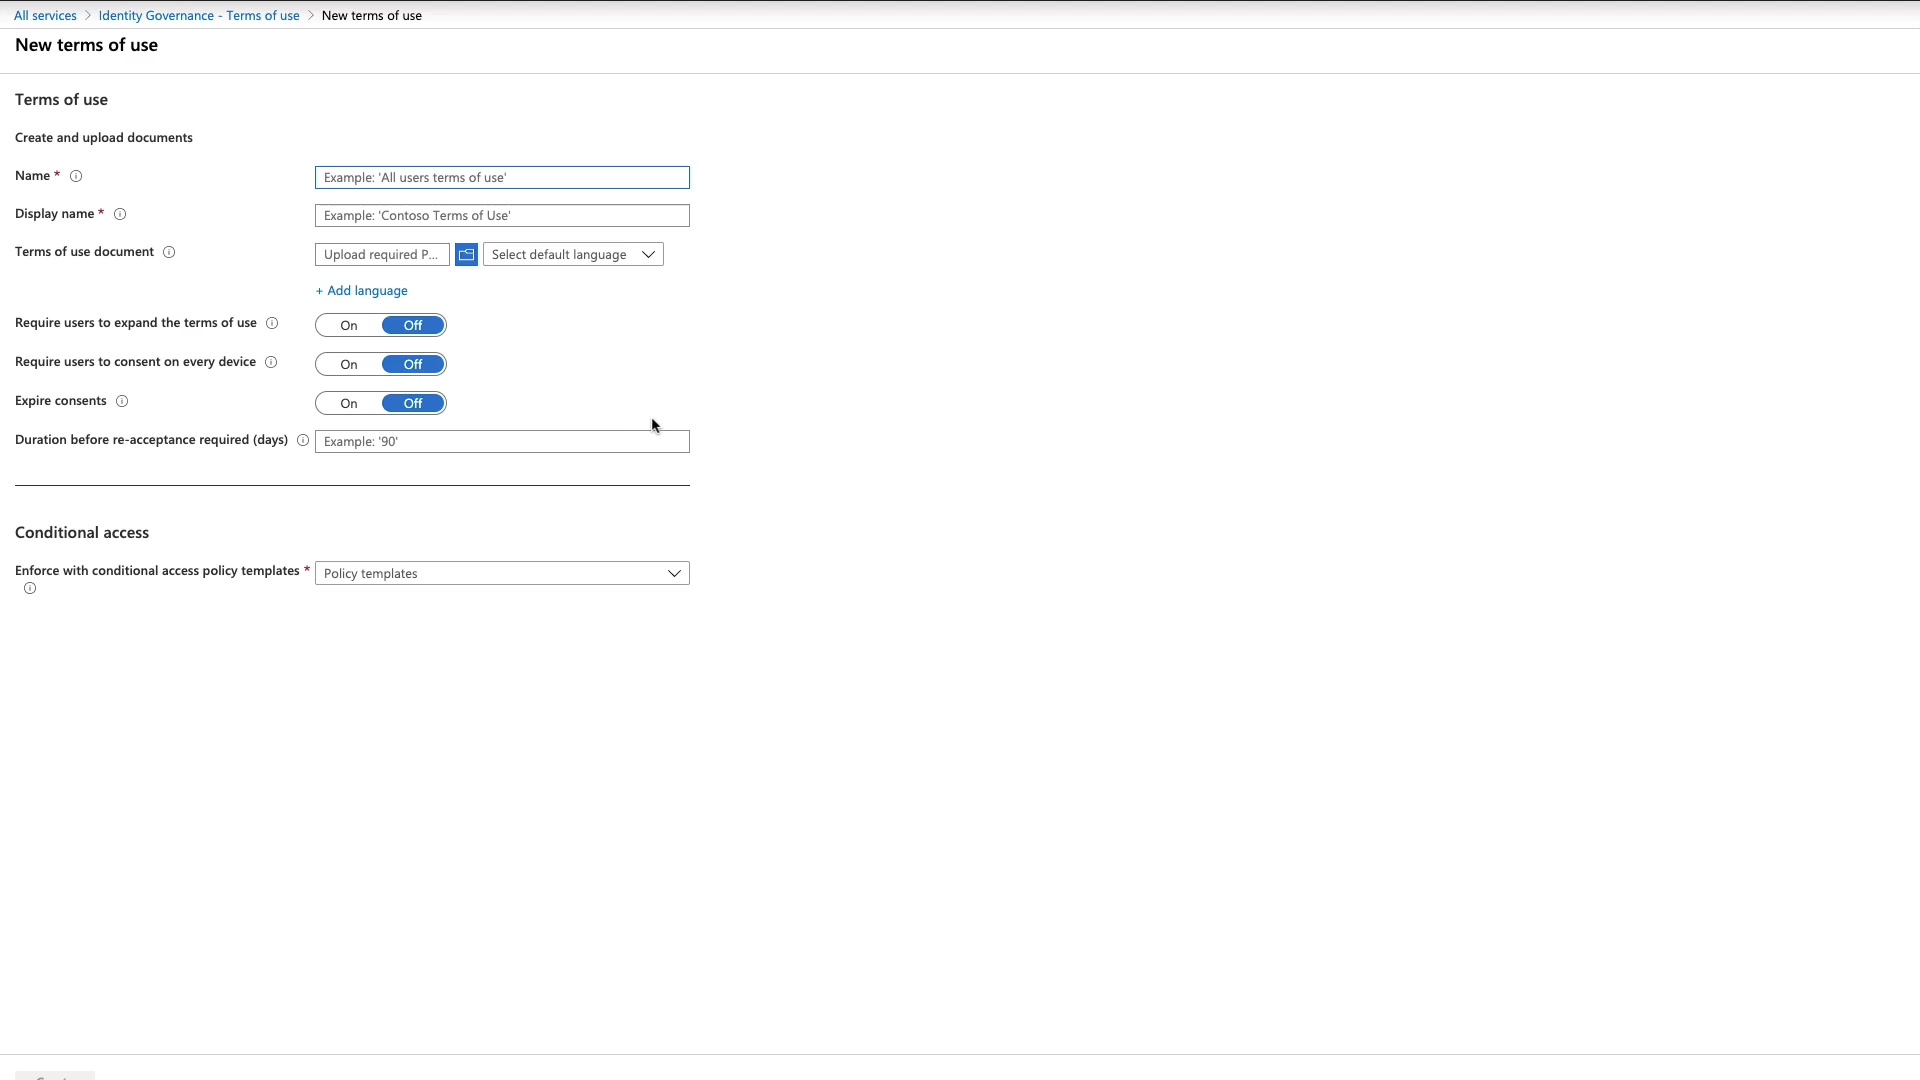 All services > Identity Governance - Terms of use > New terms of use
New terms of use
Terms of use
Create and upload documents
Name * Example: 'All users terms of use'
Display name * Example: 'Contoso Terms of Use'
Terms of use document Upload required P... Select default language
+ Add language
Require users to expand the terms of use On Off
Require users to consent on every device On Off
Expire consents On Off
Duration before re-acceptance required (days) Example: '90'
Conditional access
Enforce with conditional access policy templates * Policy templates